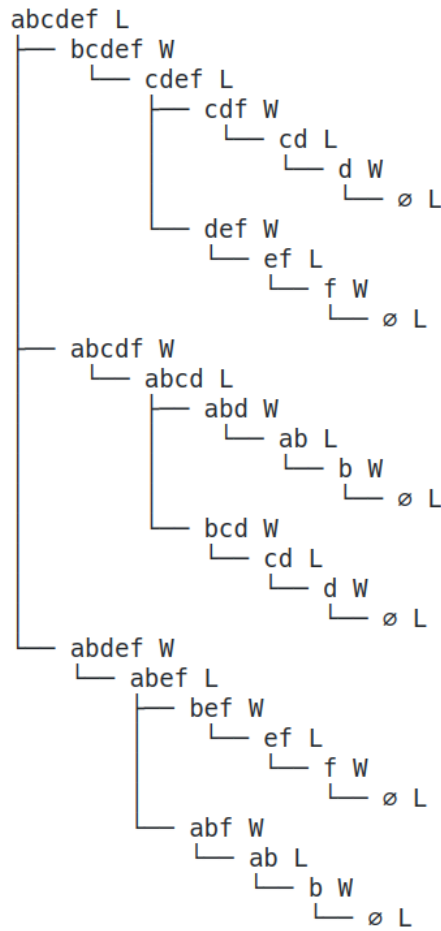 abcdef L
bcdef W
cdef L
cdf W
cd L
d W
∅ L
def W
ef L
f W
∅ L
abcdf W
abcd L
abd W
ab L
b W
∅ L
bcd W
cd L
d W
∅ L
abdef W
abef L
bef W
ef L
f W
∅ L
abf W
ab L
b W
∅ L